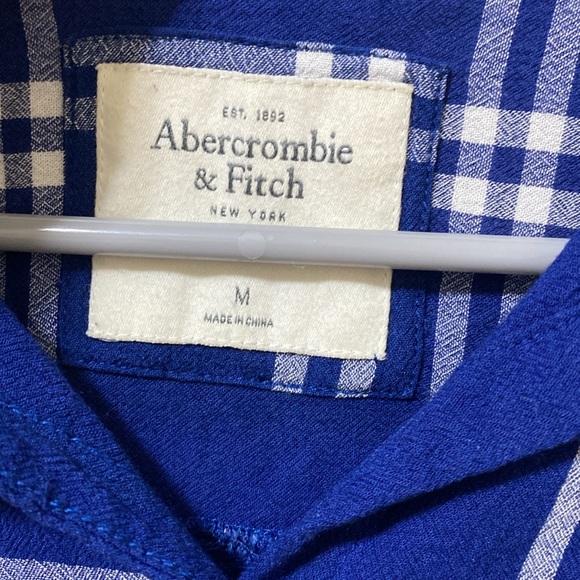 EST. 1892
Abercrombie
& Fitch
NEW YORK
M
MADE IN CHINA